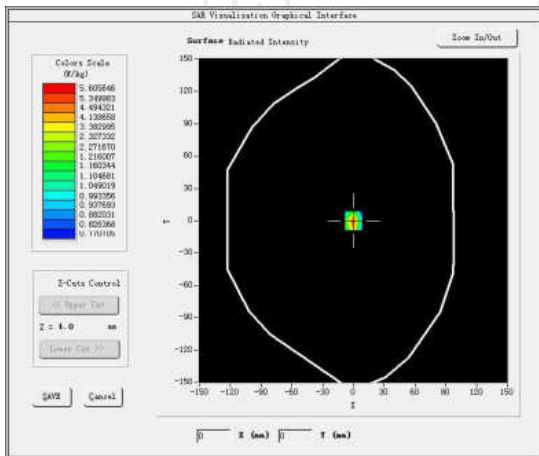 SAR Visualisation Graphical Interface
Surface Radiated Intensity
Zoom In/Out
Colors Scale
(W/kg)
5.605646
5.349983
4.494321
4.138658
3.382995
2.327332
2.271670
1.216007
1.160344
1.104681
1.049019
0.993356
0.937693
0.882031
0.826368
0.770705
150
120
90
60
30
0
-30
-60
-90
-120
-150
Y
-150 -120 -90 -60 -30 0 30 60 90 120 150
X
Z-Cuts Control
<< Upper Cut
Z = 4.0 mm
Lower Cut >>
SAVE Cancel
0 X (mm) 0 Y (mm)